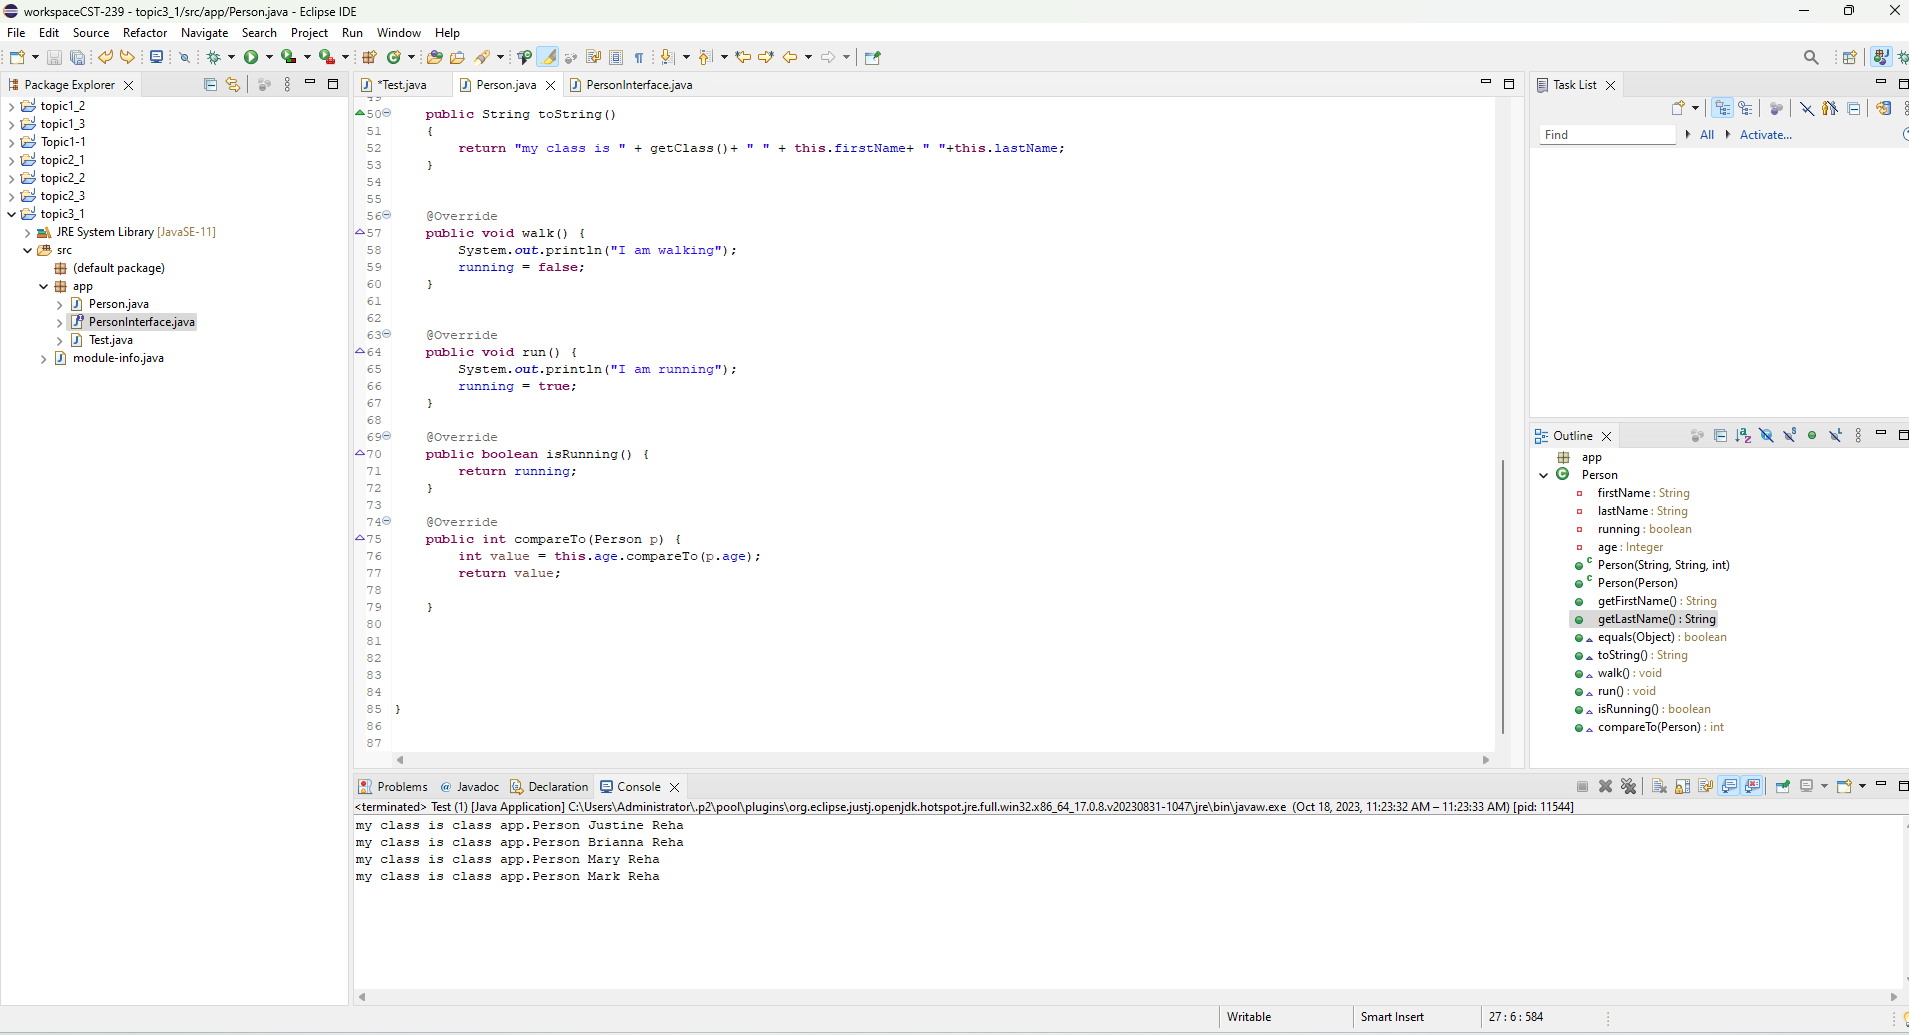 workspaceCST-239 - topic3_1/src/app/Person.java - Eclipse IDE
File Edit Source Refactor Navigate Search Project Run Window Help
Package Explorer
topic1_2
topic1_3
Topic1-1
topic2_1
topic2_2
topic2_3
topic3_1
JRE System Library [JavaSE-11]
src
(default package)
app
Person.java
PersonInterface.java
Test.java
module-info.java
*Test.java Person.java PersonInterface.java
49
50 public String toString()
51 {
52 return "my class is " + getClass()+ " " + this.firstName+ " "+this.lastName;
53 }
54
55
56 @Override
57 public void walk() {
58 System.out.println("I am walking");
59 running = false;
60 }
61
62
63 @Override
64 public void run() {
65 System.out.println("I am running");
66 running = true;
67 }
68
69 @Override
70 public boolean isRunning() {
71 return running;
72 }
73
74 @Override
75 public int compareTo(Person p) {
76 int value = this.age.compareTo(p.age);
77 return value;
78
79 }
80
81
82
83
84
85 }
86
87
Task List
Find All Activate...
Outline
app
Person
firstName : String
lastName : String
running : boolean
age : Integer
Person(String, String, int)
Person(Person)
getFirstName() : String
getLastName() : String
equals(Object) : boolean
toString() : String
walk() : void
run() : void
isRunning() : boolean
compareTo(Person) : int
Problems Javadoc Declaration Console
<terminated> Test (1) [Java Application] C:\Users\Administrator\.p2\pool\plugins\org.eclipse.justj.openjdk.hotspot.jre.full.win32.x86_64_17.0.8.v20230831-1047\jre\bin\javaw.exe (Oct 18, 2023, 11:23:32 AM – 11:23:33 AM) [pid: 11544]
my class is class app.Person Justine Reha
my class is class app.Person Brianna Reha
my class is class app.Person Mary Reha
my class is class app.Person Mark Reha
Writable Smart Insert 27 : 6 : 584